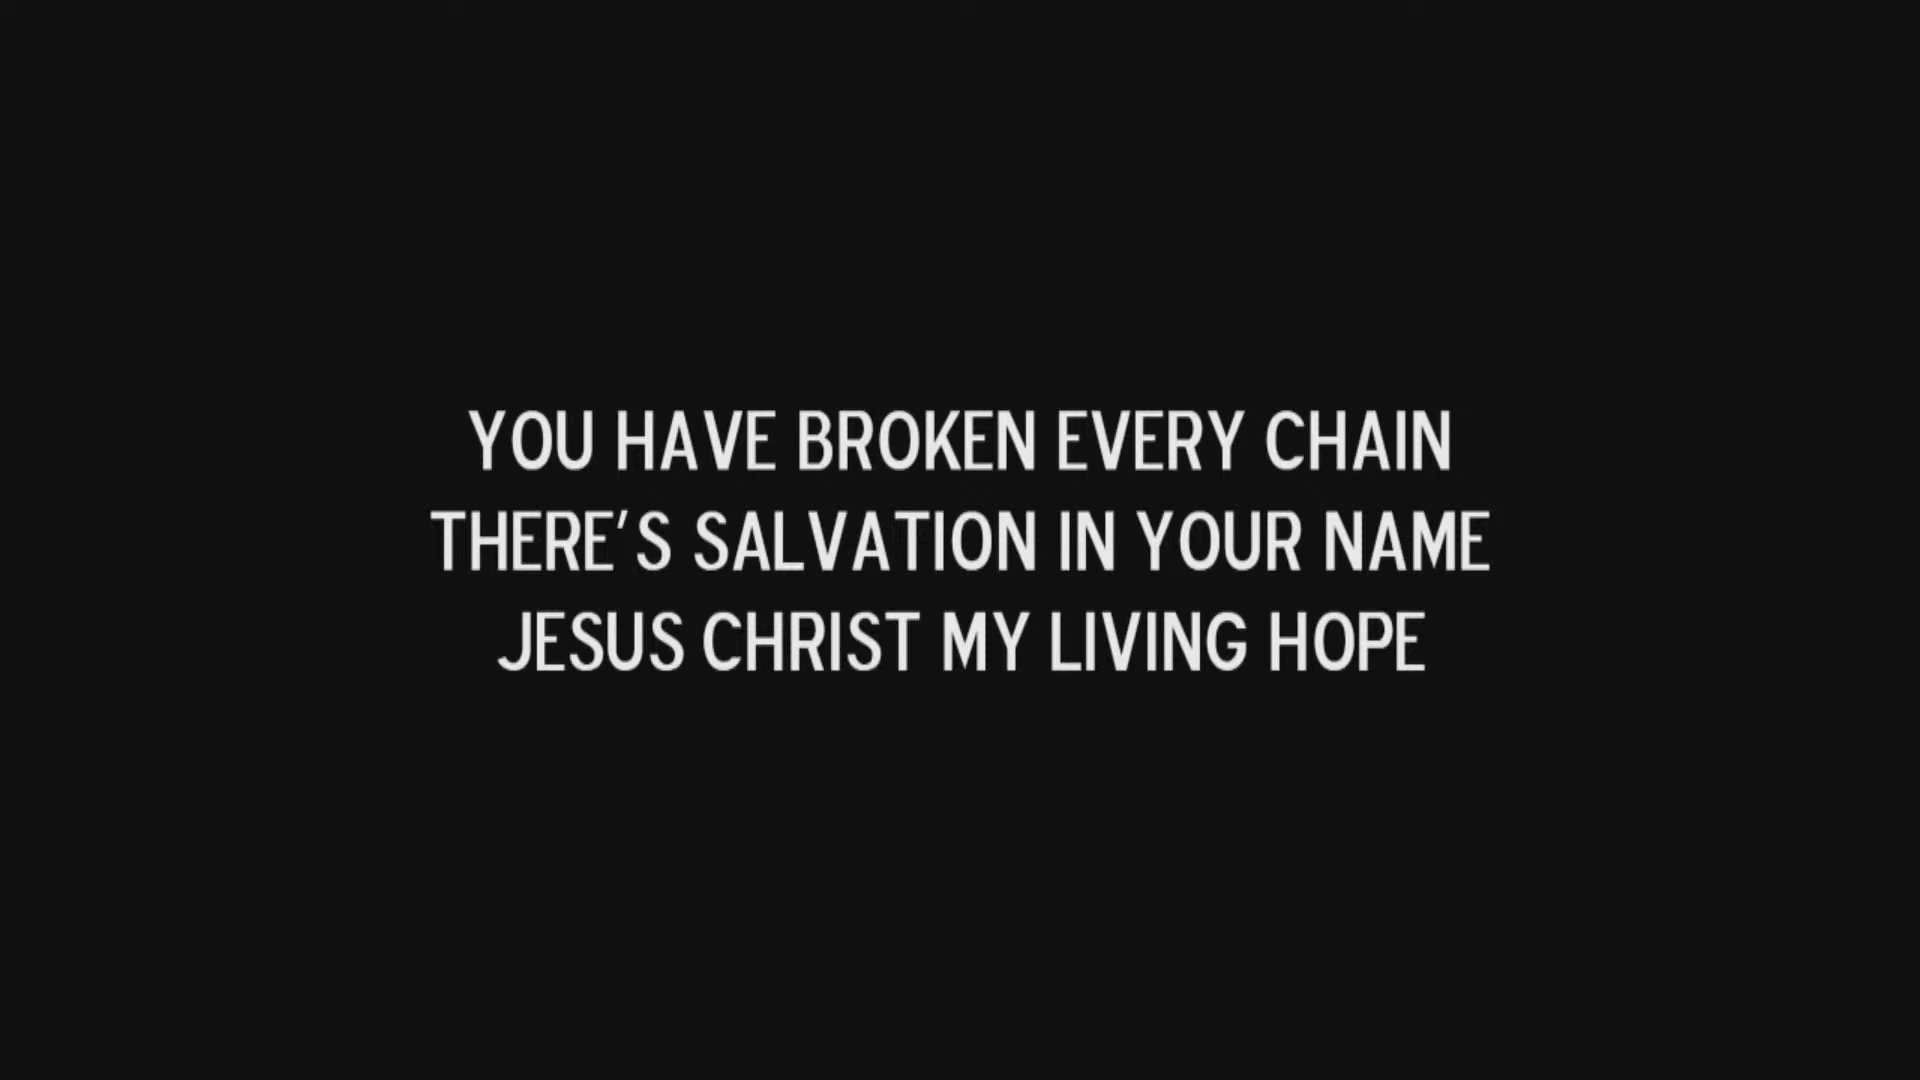 YOU HAVE BROKEN EVERY CHAIN
THERE'S SALVATION IN YOUR NAME
JESUS CHRIST MY LIVING HOPE